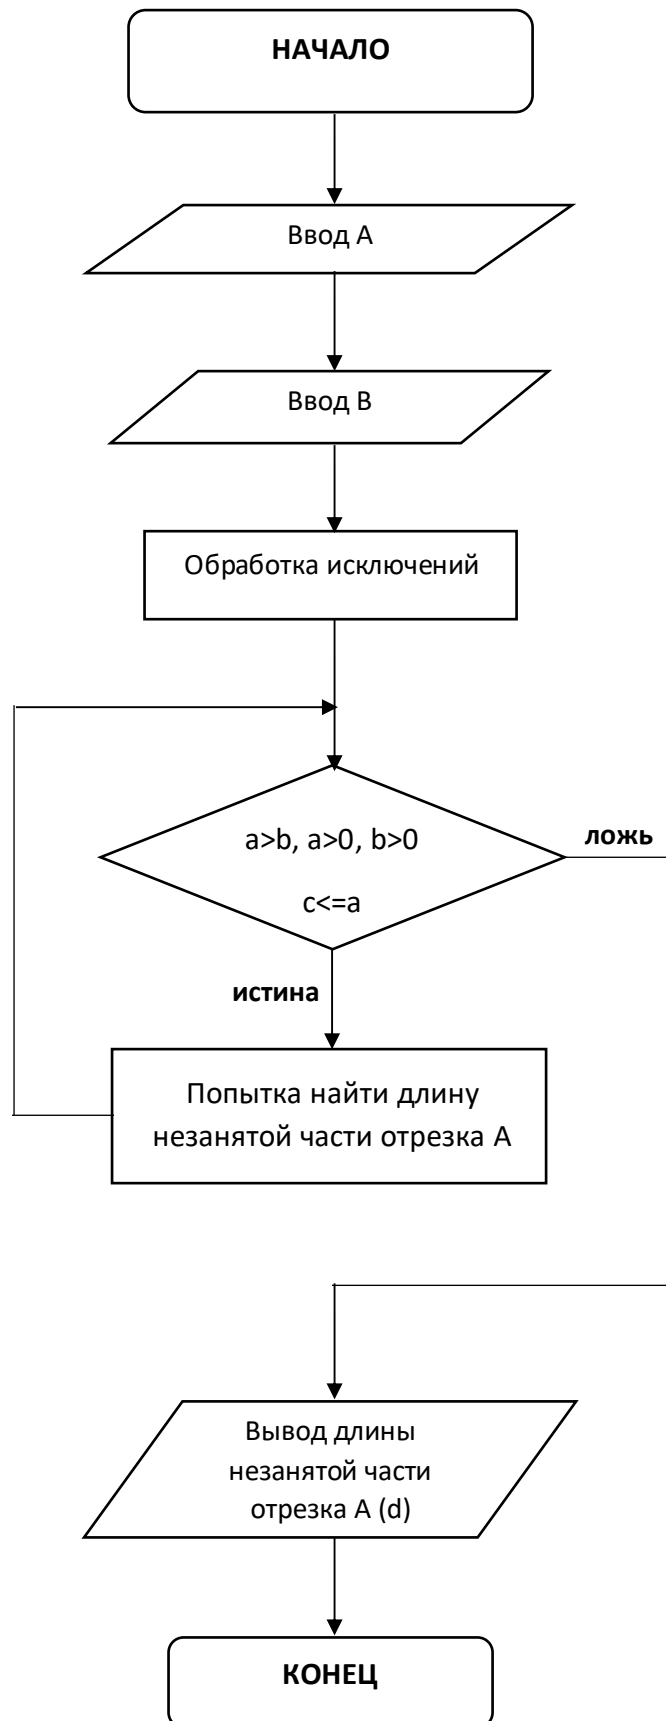 НАЧАЛО
Ввод А
Ввод В
Обработка исключений
a>b, a>0, b>0
ложь
c<=a
истина
Попытка найти длину
незанятой части отрезка А
Вывод длины
незанятой части
отрезка А (d)
КОНЕЦ